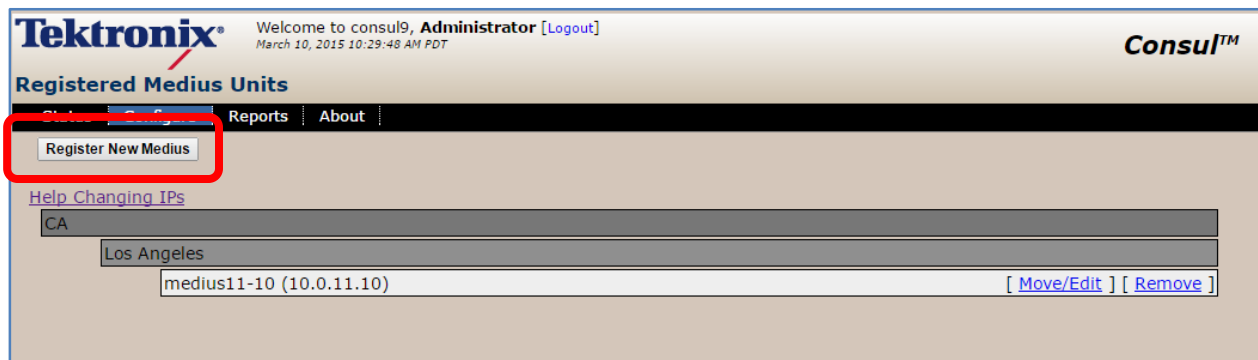 Tektronix®
Welcome to consul9, Administrator [Logout]
March 10, 2015 10:29:48 AM PDT
Consul™
Registered Medius Units
Status Configure Reports About
Register New Medius
Help Changing IPs
CA
Los Angeles
medius11-10 (10.0.11.10) [ Move/Edit ] [ Remove ]